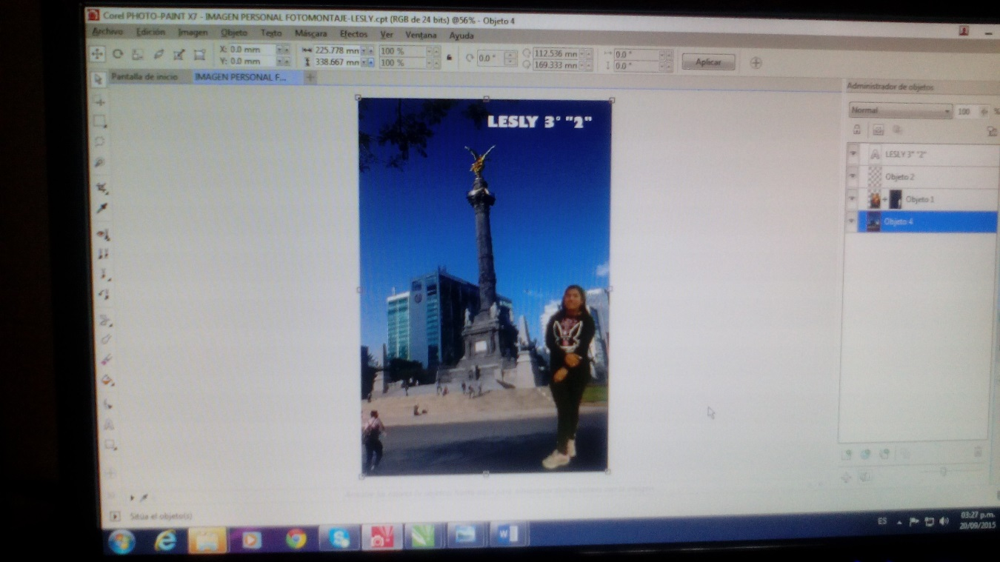 Corel PHOTO-PAINT X7 - IMAGEN PERSONAL FOTOMONTAJE-LESLY.cpt (RGB de 24 bits) @56% - Objeto 4
Archivo Edición Imagen Objeto Texto Máscara Efectos Ver Ventana Ayuda
X: 0.0 mm 225.778 mm 100 % 0.0 ° 112.536 mn 0.0 ° Aplicar
Y: 0.0 mm 338.667 mm 100 % 169.333 mn 0.0 °
Pantalla de inicio IMAGEN PERSONAL F...
Administrador de objetos
Normal 100 %
LESLY 3° "2"
LESLY 3° "2"
Objeto 2
Objeto 1
Objeto 4
Sitúa el objeto(s)
ES 03:27 p.m.
20/09/2015